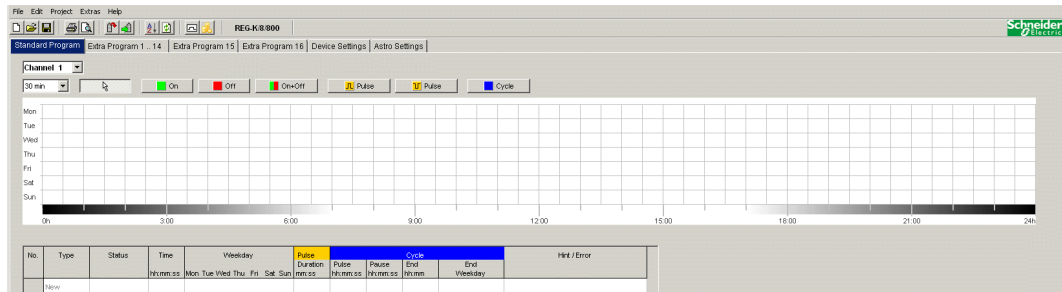 File Edit Project Extras Help
REG-K/8/800
Schneider Electric
Standard Program Extra Program 1 .. 14 Extra Program 15 Extra Program 16 Device Settings Astro Settings
Channel 1
30 min On Off On+Off Pulse Pulse Cycle
Mon
Tue
Wed
Thu
Fri
Sat
Sun
0h 3:00 6:00 9:00 12:00 15:00 18:00 21:00 24h
No. Type Status Time Weekday Pulse Cycle Hint / Error
Duration Pulse Pause End End
hh:mm:ss Mon Tue Wed Thu Fri Sat Sun mm:ss hh:mm:ss hh:mm:ss hh:mm Weekday
New